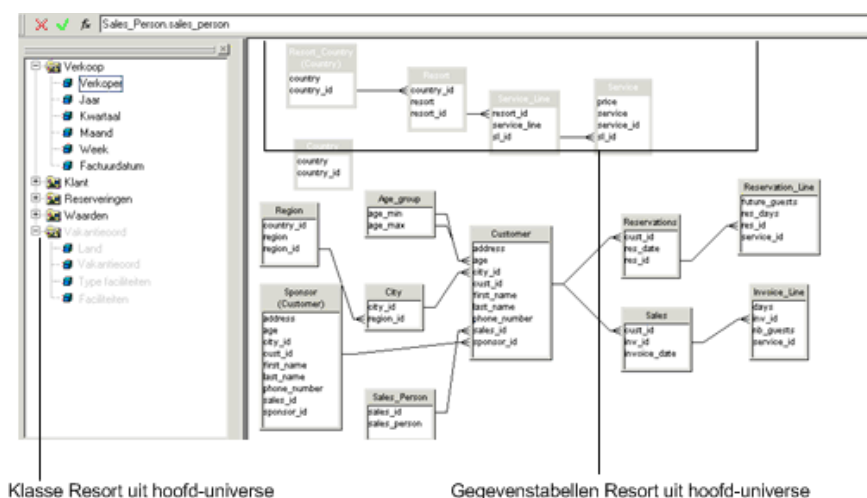 Sales_Person.sales_person
Verkoop
Verkoper
Jaar
Kwartaal
Maand
Week
Factuurdatum
Klant
Reserveringen
Waarden
Vakantieoord
Land
Vakantieoord
Type faciliteiten
Faciliteiten
Resort_Country
(Country)
country
country_id
Resort
country_id
resort
resort_id
Service_Line
resort_id
service_line
sl_id
Service
price
service
service_id
sl_id
Country
country
country_id
Region
country_id
region
region_id
Age_group
age_min
age_max
Customer
address
age
city_id
cust_id
first_name
last_name
phone_number
sales_id
sponsor_id
Reservations
cust_id
res_date
res_id
Reservation_Line
future_guests
res_days
res_id
service_id
Sponsor
(Customer)
address
age
city_id
cust_id
first_name
last_name
phone_number
sales_id
sponsor_id
City
city_id
region_id
Sales
cust_id
inv_id
invoice_date
Invoice_Line
days
inv_id
nb_guests
service_id
Sales_Person
sales_id
sales_person
Klasse Resort uit hoofd-universe
Gegevenstabellen Resort uit hoofd-universe